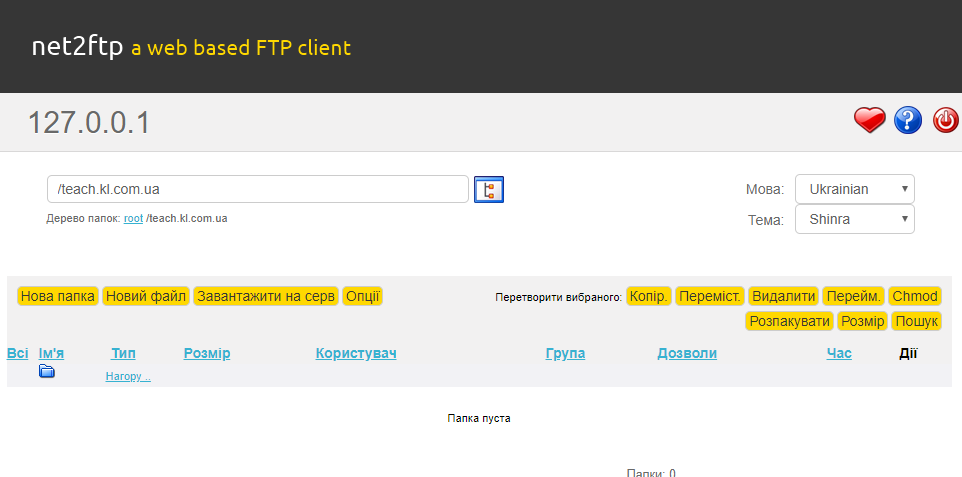 net2ftp a web based FTP client
127.0.0.1
/teach.kl.com.ua
Мова: Ukrainian
Дерево папок: root /teach.kl.com.ua
Тема: Shinra
Нова папка Новий файл Завантажити на серв Опції Перетворити вибраного: Копір. Переміст. Видалити Перейм. Chmod
Розпакувати Розмір Пошук
Всі Ім'я Тип Розмір Користувач Група Дозволи Час Дії
Нагору ..
Папка пуста
Папки: 0